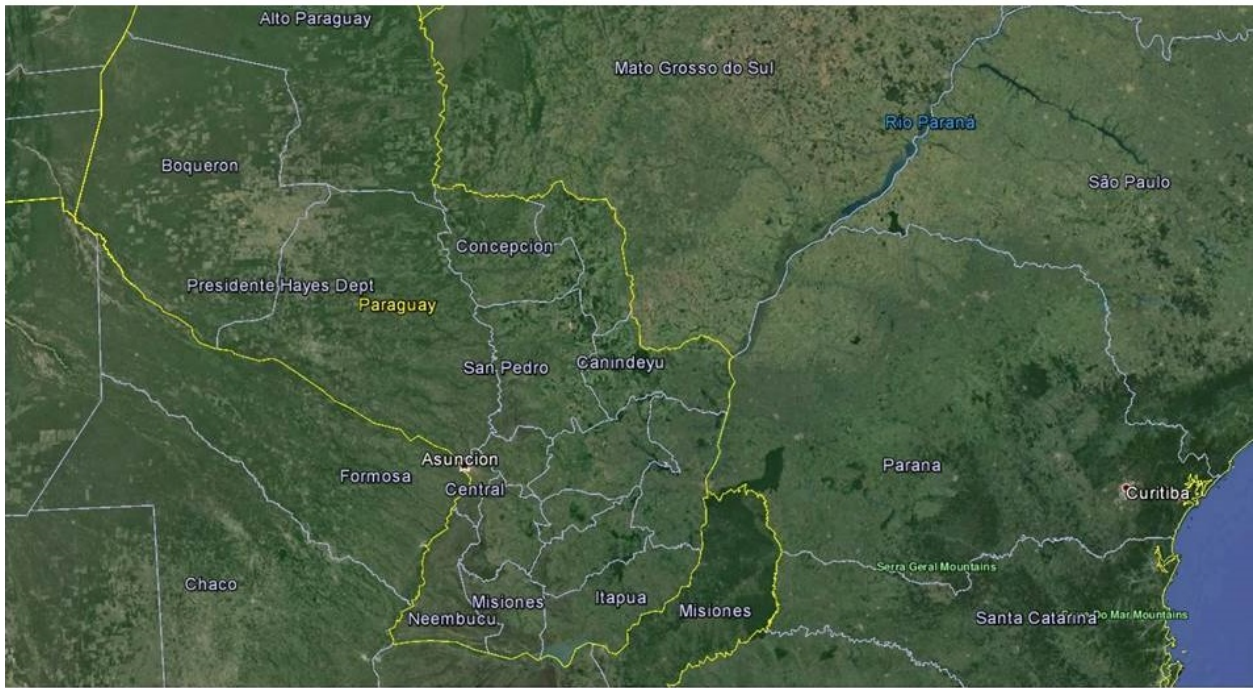 Alto Paraguay
Mato Grosso do Sul
Rio Paraná
Boqueron
São Paulo
Concepcion
Presidente Hayes Dept
Paraguay
San Pedro
Canindeyu
Asuncion
Formosa
Parana
Central
Curitiba
Serra Geral Mountains
Chaco
Misiones
Itapua
Misiones
Neembucu
Santa Catarina
Do Mar Mountains